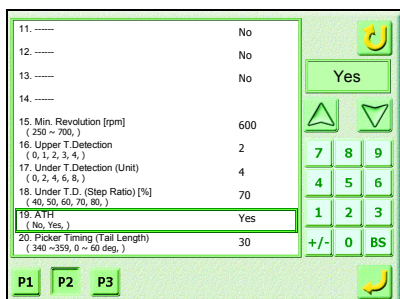 11. ------ No
12. ------ No
13. ------ No
14. ------
15. Min. Revolution [rpm] 600
( 250 ~ 700, )
16. Upper T.Detection 2
( 0, 1, 2, 3, 4, )
17. Under T.Detection (Unit) 4
( 0, 2, 4, 6, 8, )
18. Under T.D. (Step Ratio) [%] 70
( 40, 50, 60, 70, 80, )
19. ATH Yes
( No, Yes, )
20. Picker Timing (Tail Length) 30
( 340 ~359, 0 ~ 60 deg, )
Yes
7 8 9
4 5 6
1 2 3
+/- 0 BS
P1 P2 P3